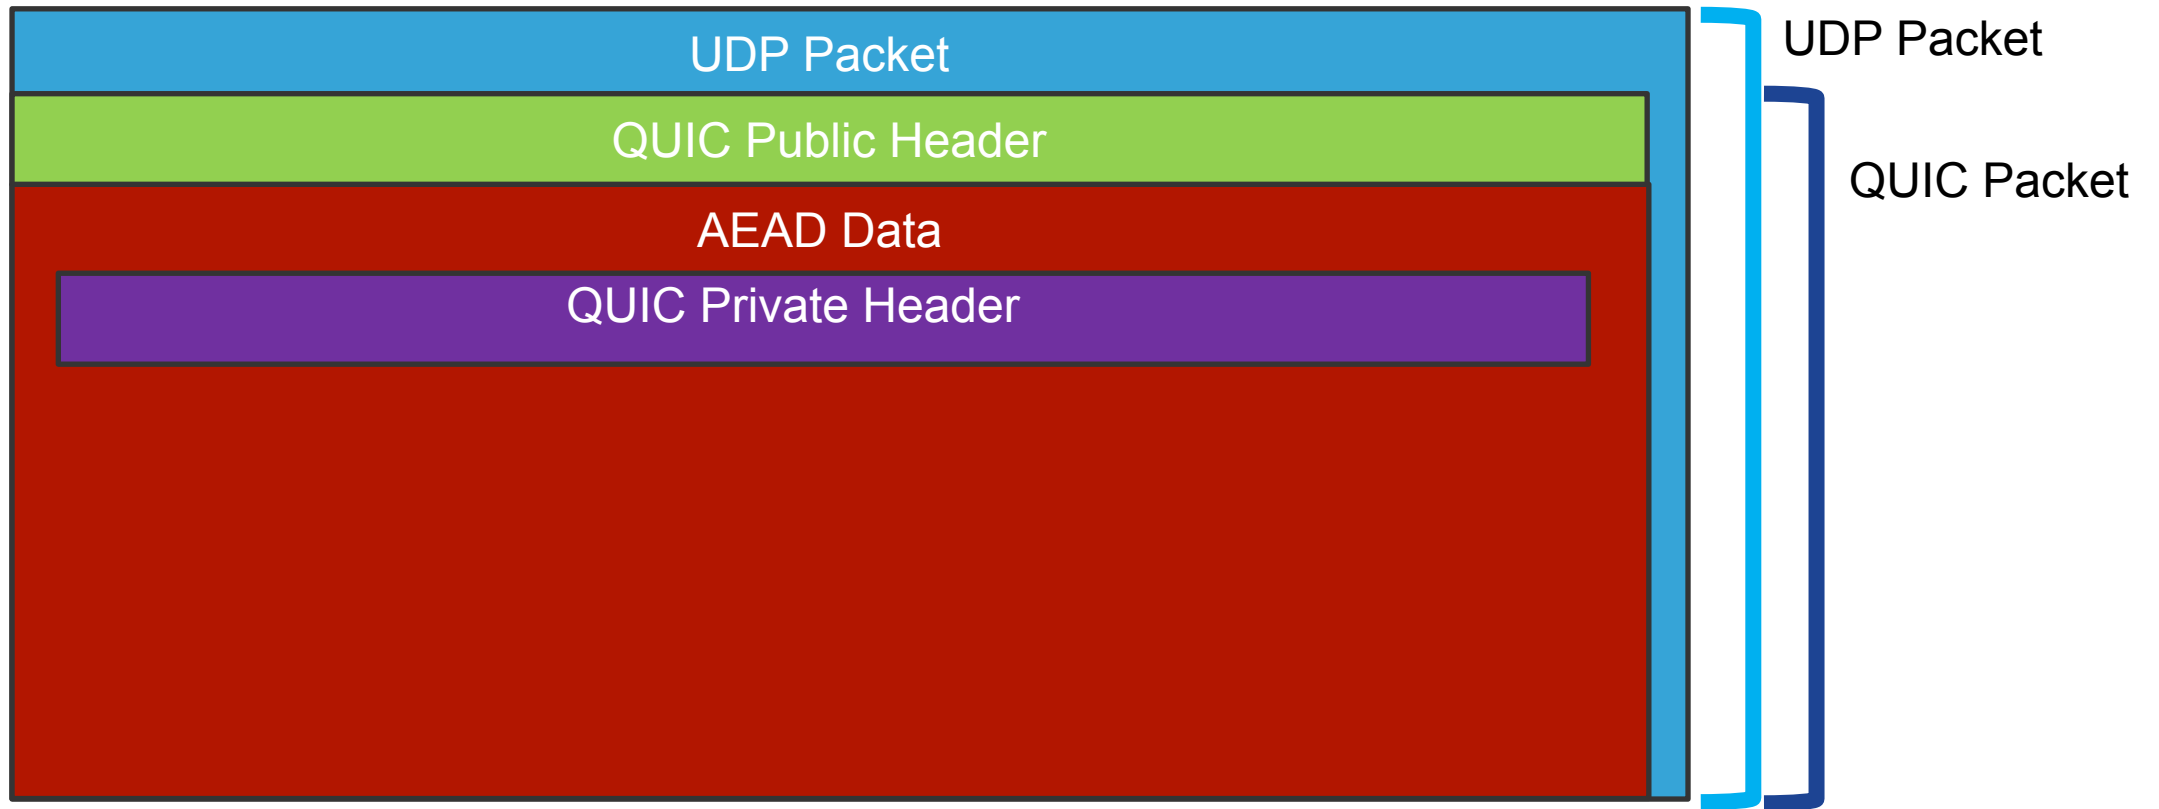 UDP Packet
UDP Packet
QUIC Public Header
QUIC Packet
AEAD Data
QUIC Private Header